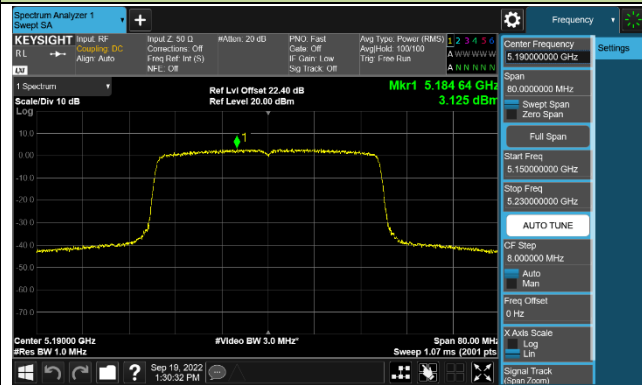 Spectrum Analyzer 1
Swept SA
Frequency
KEYSIGHT
RL
LXI
Input: RF
Coupling: DC
Align: Auto
Input Z: 50 Ω
Corrections: Off
Freq Ref: Int (S)
NFE: Off
#Atten: 20 dB
PNO: Fast
Gate: Off
IF Gain: Low
Sig Track: Off
Avg Type: Power (RMS)
Avg|Hold: 100/100
Trig: Free Run
1 2 3 4 5 6
A W W W W W
A N N N N N
1 Spectrum
Scale/Div 10 dB
Log
Ref Lvl Offset 22.40 dB
Ref Level 20.00 dBm
Mkr1 5.184 64 GHz
3.125 dBm
1
10.0
0.00
-10.0
-20.0
-30.0
-40.0
-50.0
-60.0
-70.0
Center 5.19000 GHz
#Res BW 1.0 MHz
#Video BW 3.0 MHz*
Span 80.00 MHz
Sweep 1.07 ms (2001 pts)
Sep 19, 2022
1:30:32 PM
?
Center Frequency
5.190000000 GHz
Settings
Span
80.0000000 MHz
Swept Span
Zero Span
Full Span
Start Freq
5.150000000 GHz
Stop Freq
5.230000000 GHz
AUTO TUNE
CF Step
8.000000 MHz
Auto
Man
Freq Offset
0 Hz
X Axis Scale
Log
Lin
Signal Track
(Span Zoom)